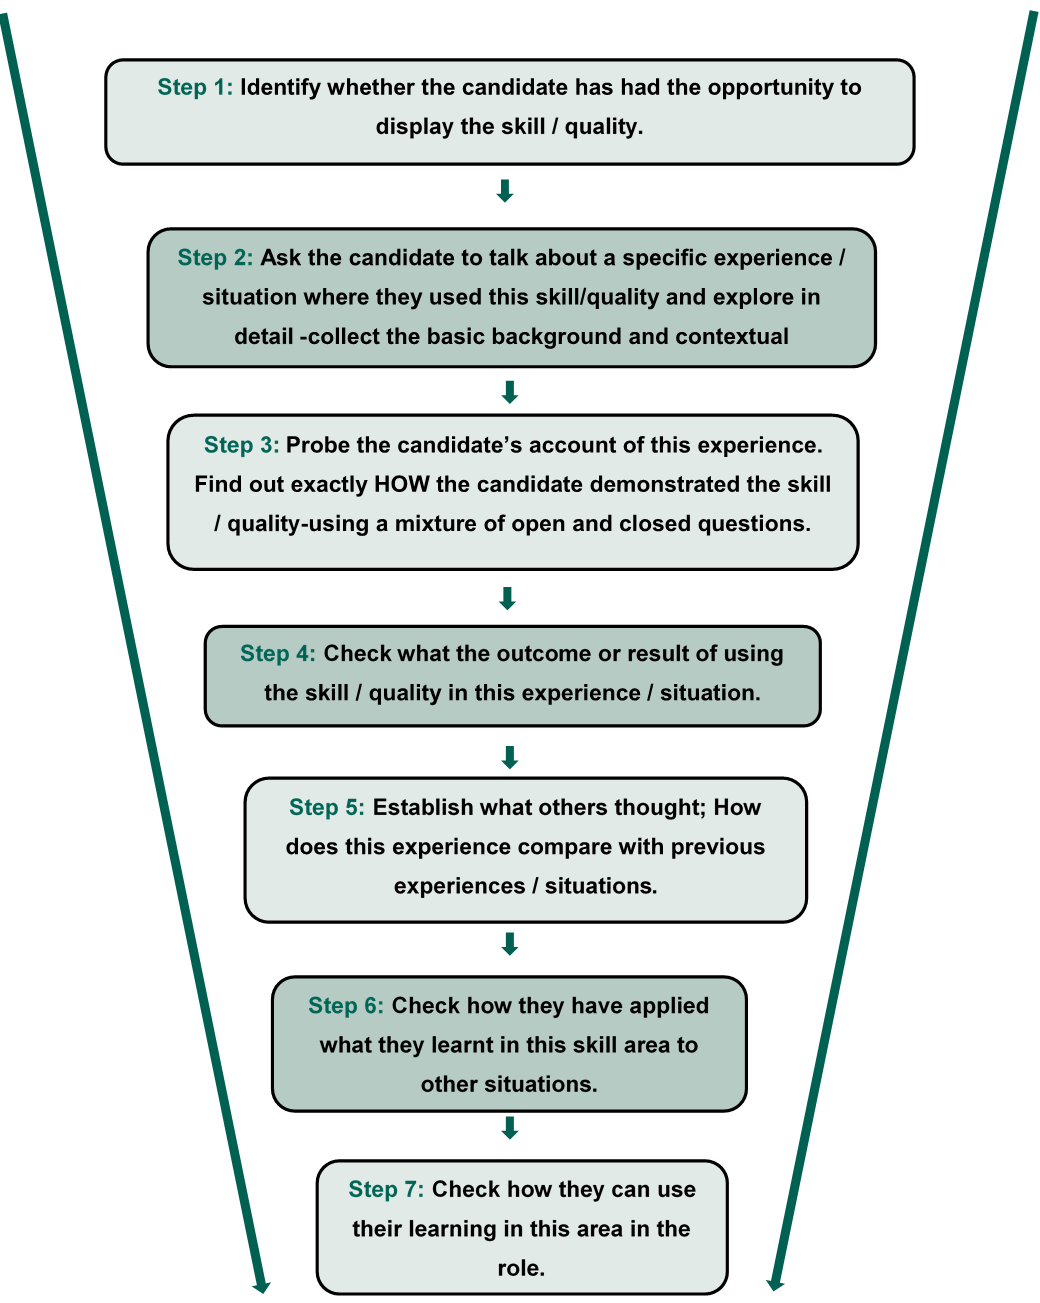 Step 1: Identify whether the candidate has had the opportunity to
display the skill / quality.
Step 2: Ask the candidate to talk about a specific experience /
situation where they used this skill/quality and explore in
detail -collect the basic background and contextual
Step 3: Probe the candidate’s account of this experience.
Find out exactly HOW the candidate demonstrated the skill
/ quality-using a mixture of open and closed questions.
Step 4: Check what the outcome or result of using
the skill / quality in this experience / situation.
Step 5: Establish what others thought; How
does this experience compare with previous
experiences / situations.
Step 6: Check how they have applied
what they learnt in this skill area to
other situations.
Step 7: Check how they can use
their learning in this area in the
role.